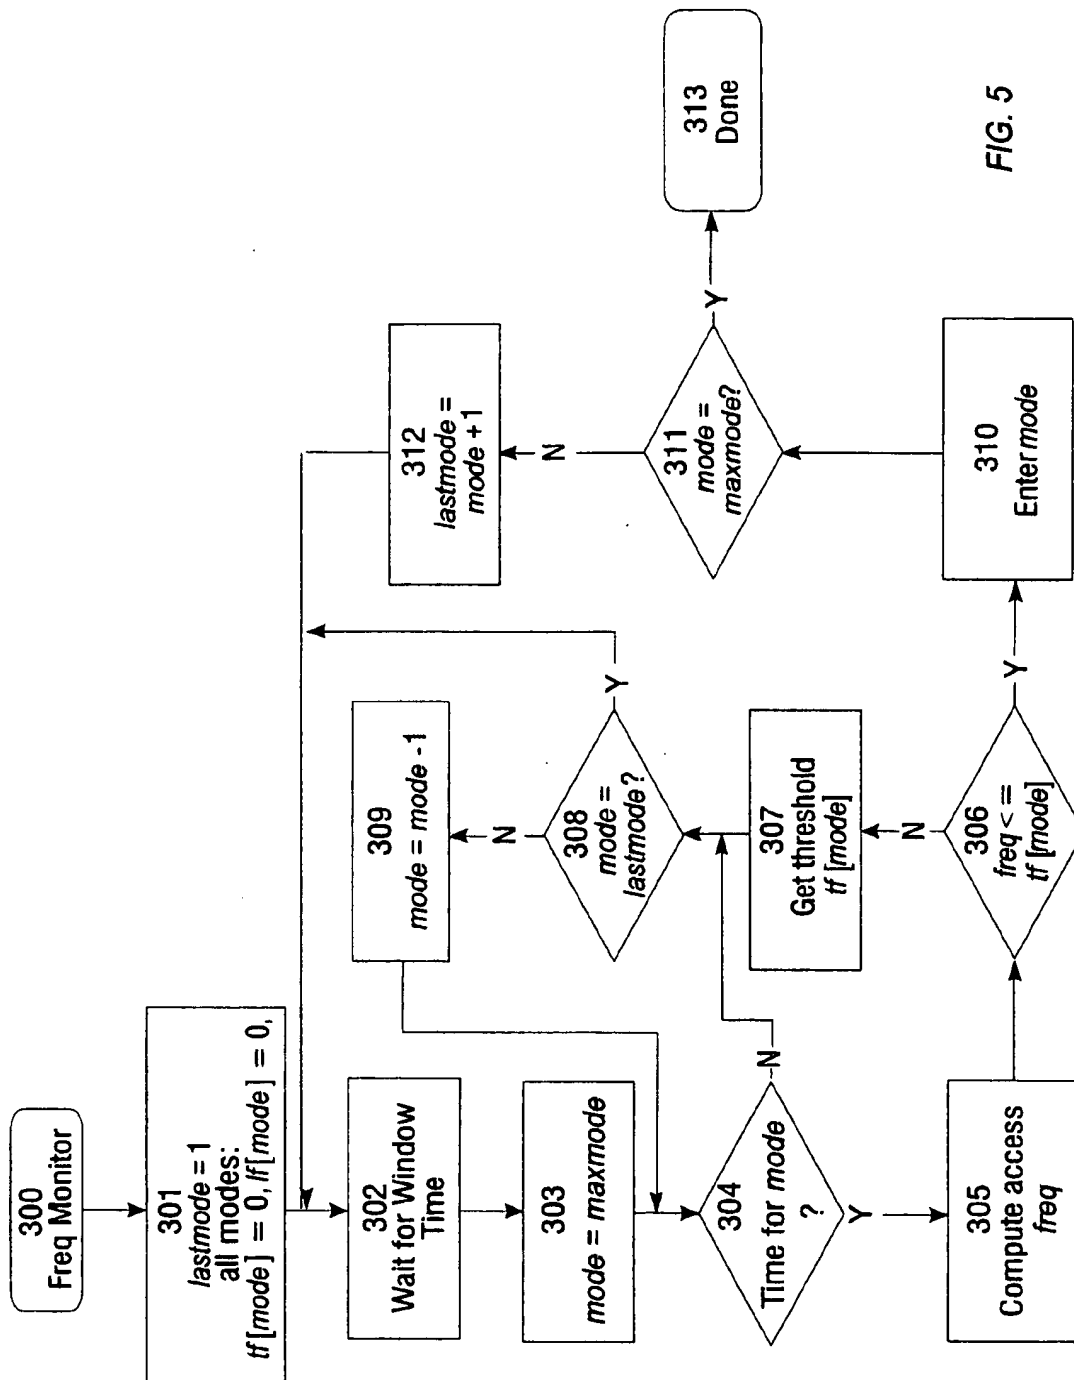 300
Freq Monitor
301
lastmode = 1
all modes:
tf [mode] = 0, lf [mode] = 0,
302
Wait for Window
Time
303
mode = maxmode
304
Time for mode
?
N
Y
305
Compute access
freq
306
freq <=
tf [mode]
N
Y
307
Get threshold
tf [mode]
308
mode =
lastmode?
N
Y
309
mode = mode -1
310
Enter mode
311
mode =
maxmode?
N
Y
312
lastmode =
mode +1
313
Done
FIG. 5